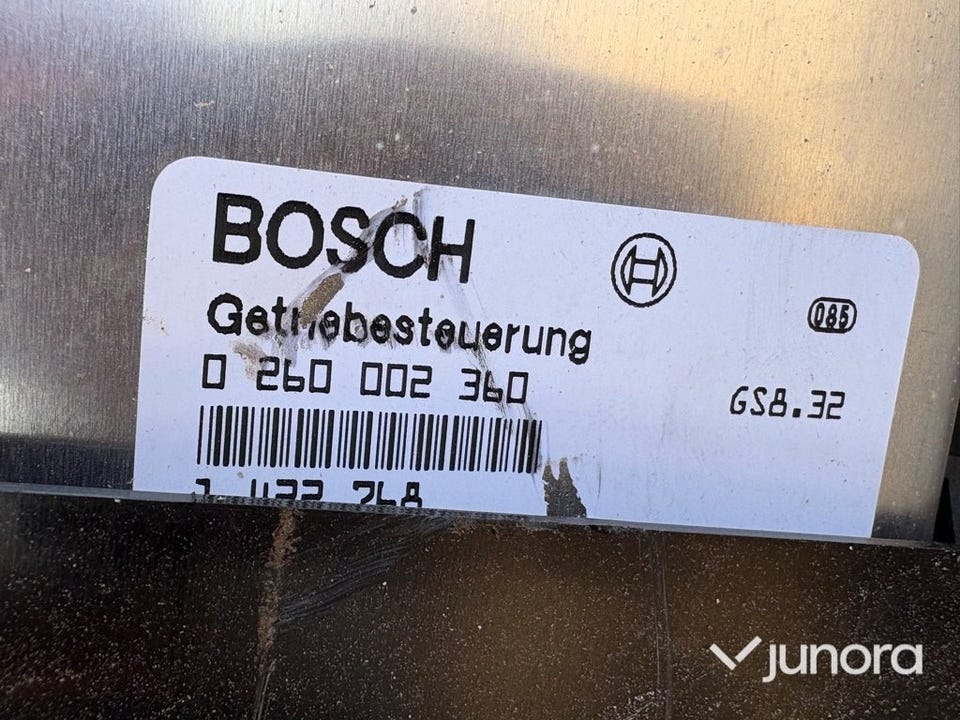 BOSCH
085
Getriebesteuerung
0 260 002 360
GS8.32
junora